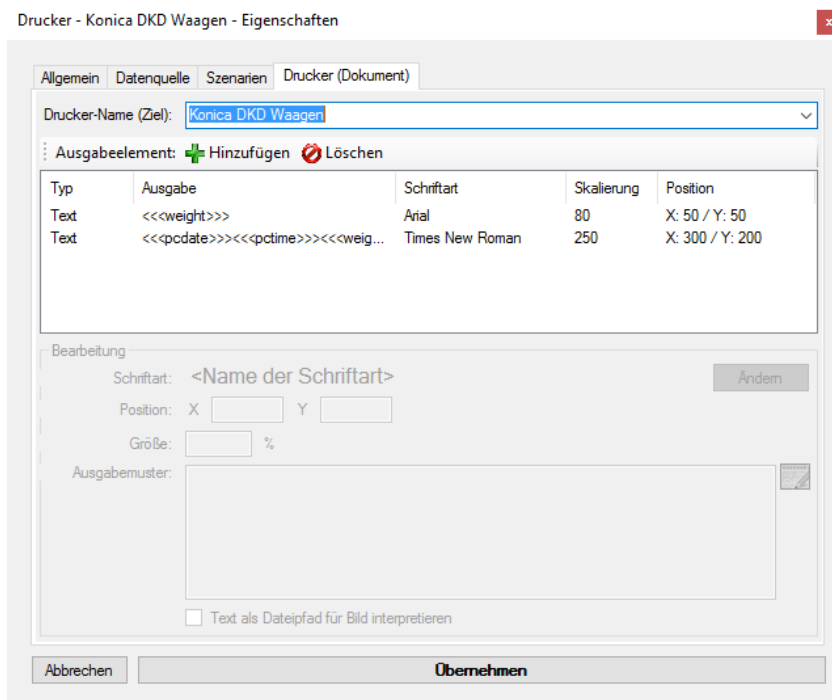 Drucker - Konica DKD Waagen - Eigenschaften
x
Allgemein Datenquelle Szenarien Drucker (Dokument)
Drucker-Name (Ziel): Konica DKD Waagen
Ausgabeelement: Hinzufügen Löschen
Typ Ausgabe Schriftart Skalierung Position
Text <<<weight>>> Arial 80 X: 50 / Y: 50
Text <<<pcdate>>><<<pctime>>><<<weig... Times New Roman 250 X: 300 / Y: 200
Bearbeitung
Schriftart: <Name der Schriftart> Ändern
Position: X Y
Größe: %
Ausgabemuster:
Text als Dateipfad für Bild interpretieren
Abbrechen Übernehmen